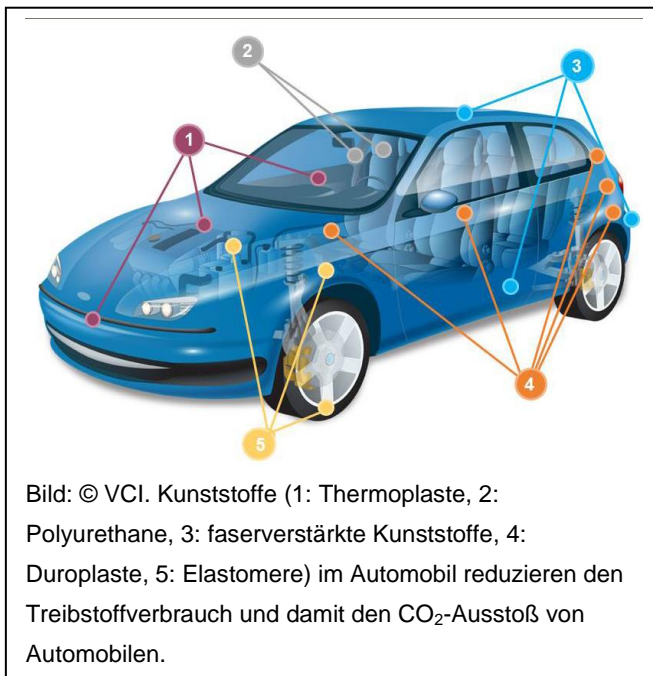 2
3
1
4
5
Bild: © VCI. Kunststoffe (1: Thermoplaste, 2:
Polyurethane, 3: faserverstärkte Kunststoffe, 4:
Duroplaste, 5: Elastomere) im Automobil reduzieren den
Treibstoffverbrauch und damit den CO₂-Ausstoß von
Automobilen.